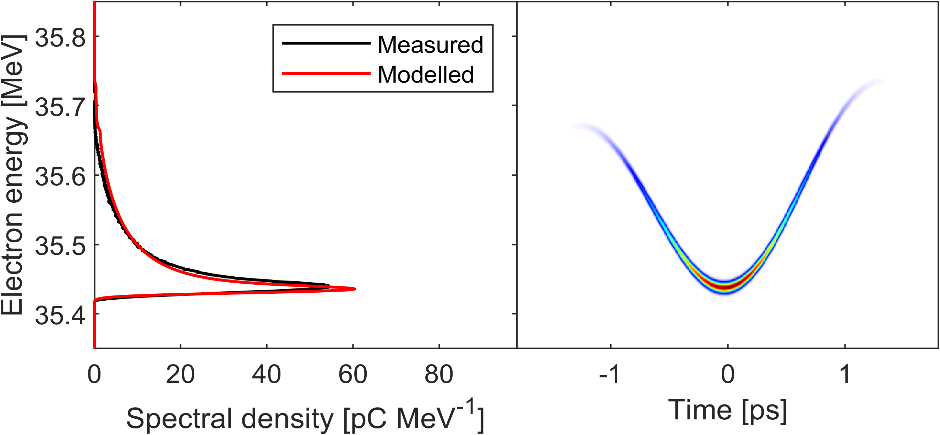 Electron energy [MeV]
35.8
35.7
35.6
35.5
35.4
Measured
Modelled
0
20
40
60
80
Spectral density [pC MeV⁻¹]
-1
0
1
Time [ps]